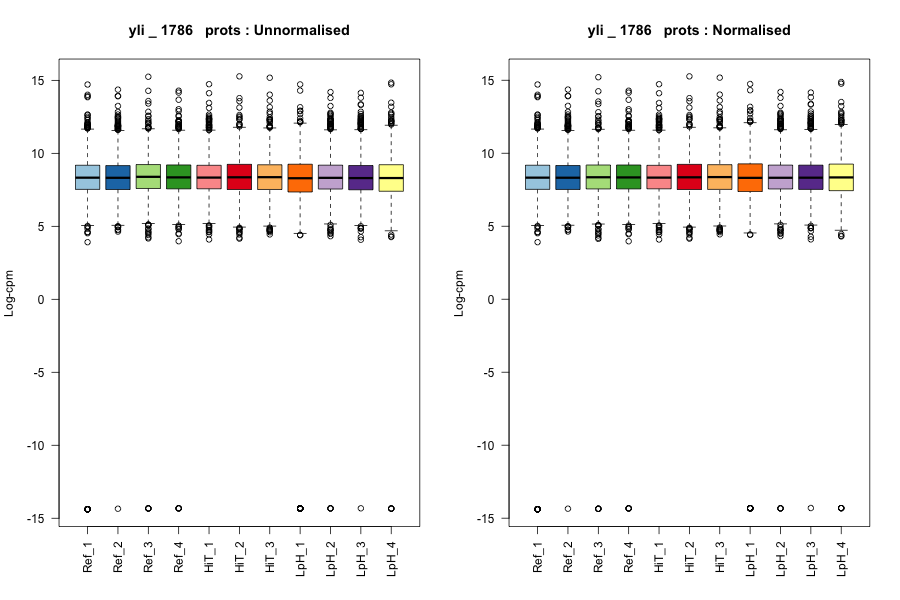 yli _ 1786 prots : Unnormalised
Log-cpm
15
10
5
0
-5
-10
-15
Ref_1
Ref_2
Ref_3
Ref_4
HiT_1
HiT_2
HiT_3
LpH_1
LpH_2
LpH_3
LpH_4
yli _ 1786 prots : Normalised
Log-cpm
15
10
5
0
-5
-10
-15
Ref_1
Ref_2
Ref_3
Ref_4
HiT_1
HiT_2
HiT_3
LpH_1
LpH_2
LpH_3
LpH_4